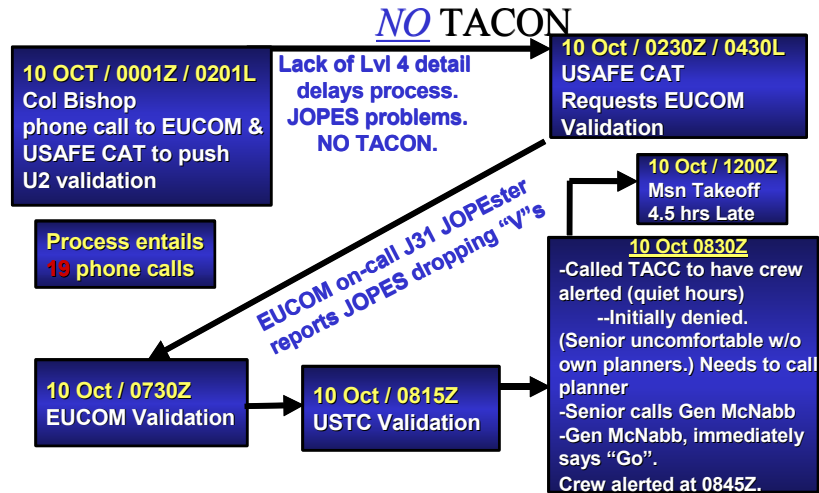 NO TACON
10 OCT / 0001Z / 0201L
Col Bishop
phone call to EUCOM &
USAFE CAT to push
U2 validation
Lack of Lvl 4 detail
delays process.
JOPES problems.
NO TACON.
10 Oct / 0230Z / 0430L
USAFE CAT
Requests EUCOM
Validation
10 Oct / 1200Z
Msn Takeoff
4.5 hrs Late
Process entails
19 phone calls
EUCOM on-call J31 JOPEster
reports JOPES dropping “V”s
10 Oct / 0730Z
EUCOM Validation
10 Oct / 0815Z
USTC Validation
10 Oct 0830Z
-Called TACC to have crew
alerted (quiet hours)
--Initially denied.
(Senior uncomfortable w/o
own planners.) Needs to call
planner
-Senior calls Gen McNabb
-Gen McNabb, immediately
says “Go”.
Crew alerted at 0845Z.